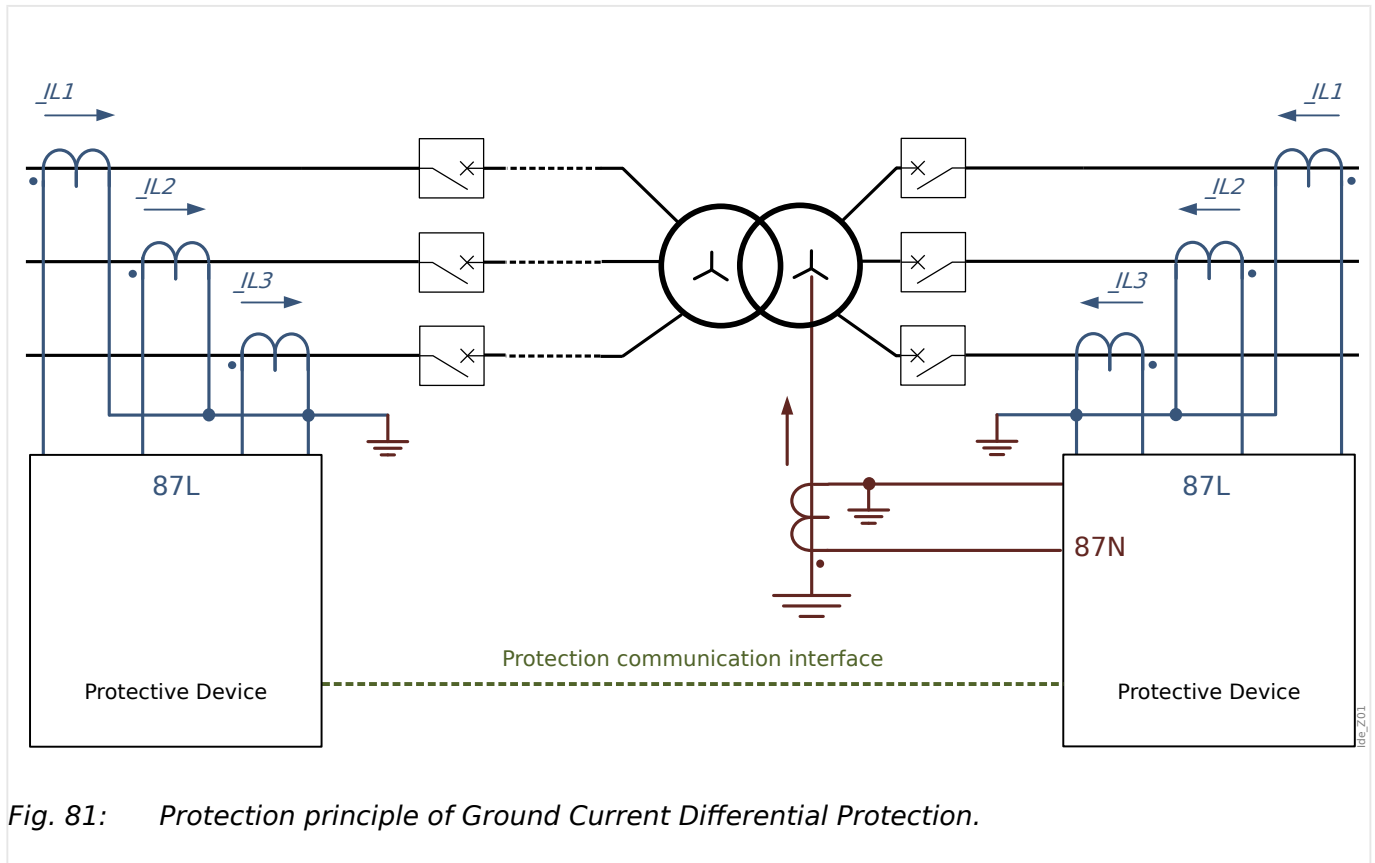 _IL1
_IL1
_IL2
_IL2
_IL3
_IL3
87L
87L
87N
Protection communication interface
Protective Device
Protective Device
Ide_Z01
Fig. 81: Protection principle of Ground Current Differential Protection.